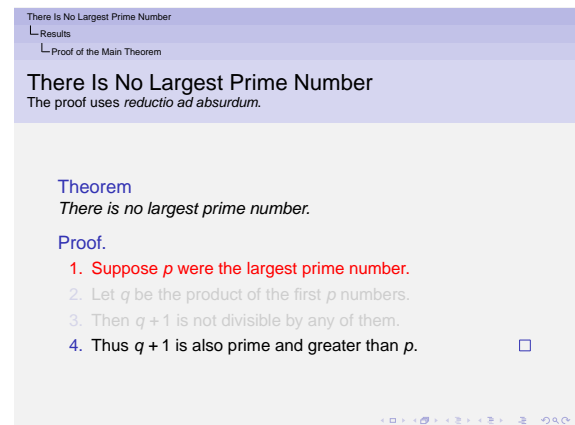 There Is No Largest Prime Number
Results
Proof of the Main Theorem
There Is No Largest Prime Number
The proof uses reductio ad absurdum.
Theorem
There is no largest prime number.
Proof.
1. Suppose p were the largest prime number.
2. Let q be the product of the first p numbers.
3. Then q + 1 is not divisible by any of them.
4. Thus q + 1 is also prime and greater than p.